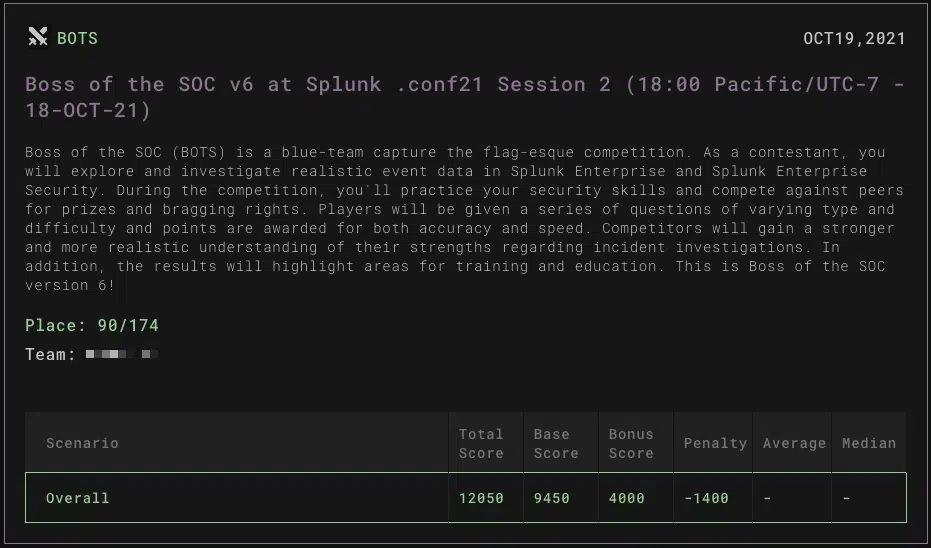 BOTS
OCT19,2021
Boss of the SOC v6 at Splunk .conf21 Session 2 (18:00 Pacific/UTC-7 -
18-OCT-21)
Boss of the SOC (BOTS) is a blue-team capture the flag-esque competition. As a contestant, you
will explore and investigate realistic event data in Splunk Enterprise and Splunk Enterprise
Security. During the competition, you'll practice your security skills and compete against peers
for prizes and bragging rights. Players will be given a series of questions of varying type and
difficulty and points are awarded for both accuracy and speed. Competitors will gain a stronger
and more realistic understanding of their strengths regarding incident investigations. In
addition, the results will highlight areas for training and education. This is Boss of the SOC
version 6!
Place: 90/174
Team:
Scenario Total Score Base Score Bonus Score Penalty Average Median
Overall 12050 9450 4000 -1400 - -